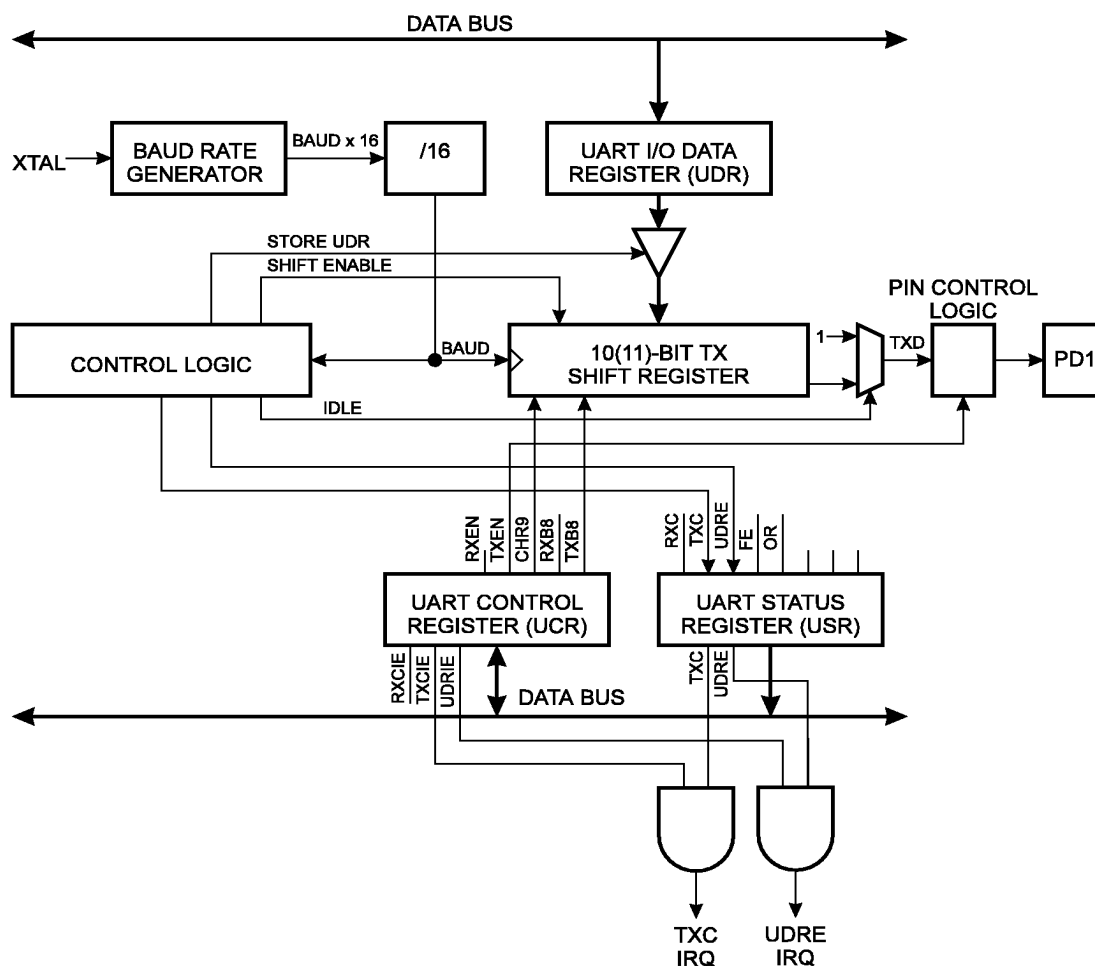 DATA BUS
XTAL
BAUD RATE
GENERATOR
BAUD x 16
/16
UART I/O DATA
REGISTER (UDR)
STORE UDR
SHIFT ENABLE
PIN CONTROL
LOGIC
CONTROL LOGIC
BAUD
10(11)-BIT TX
SHIFT REGISTER
1
TXD
PD1
IDLE
RXEN
TXEN
CHR9
RXB8
TXB8
RXC
TXC
UDRE
FE
OR
UART CONTROL
REGISTER (UCR)
UART STATUS
REGISTER (USR)
RXCIE
TXCIE
UDRIE
TXC
UDRE
DATA BUS
TXC
IRQ
UDRE
IRQ